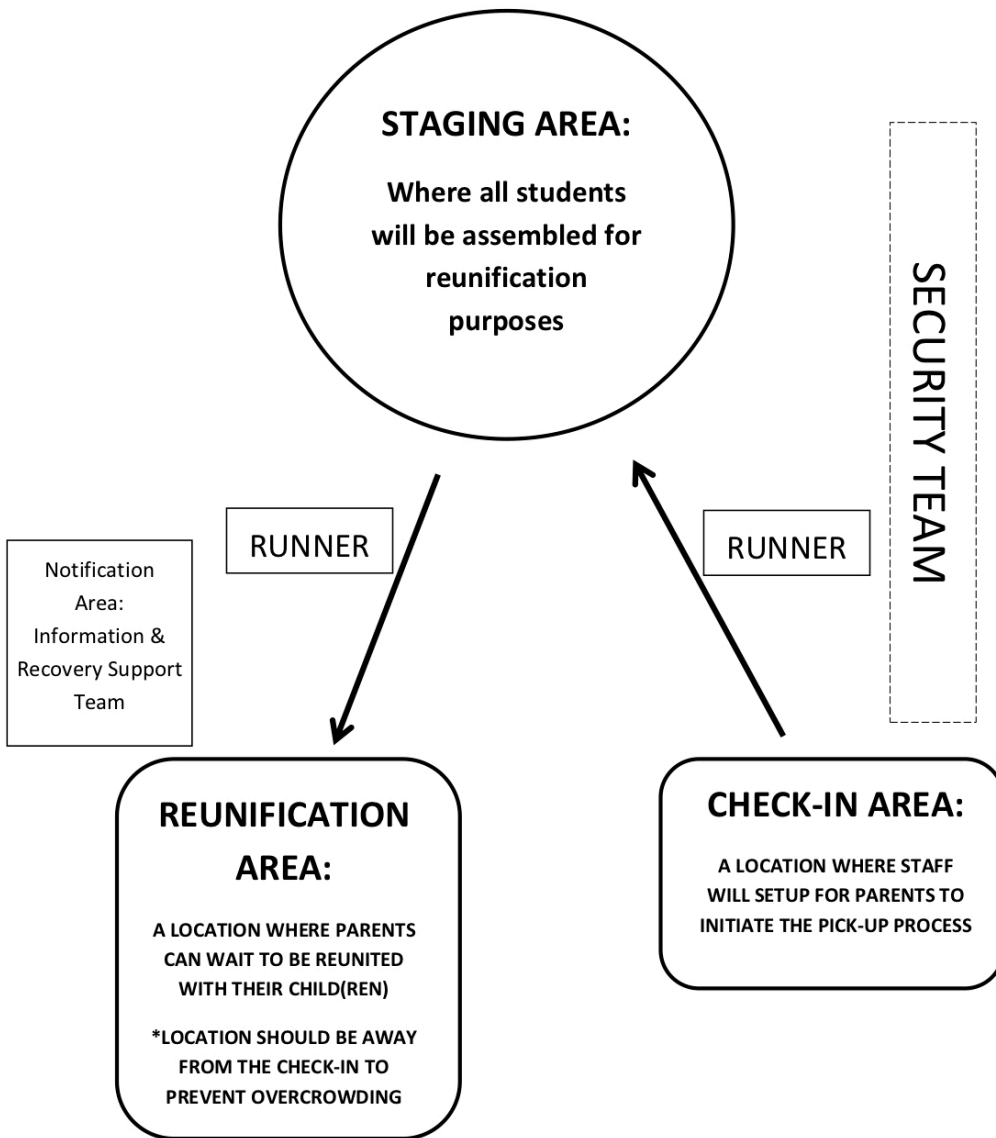 STAGING AREA:
Where all students
will be assembled for
reunification
purposes
SECURITY TEAM
RUNNER
RUNNER
Notification
Area:
Information &
Recovery Support
Team
REUNIFICATION
AREA:
A LOCATION WHERE PARENTS
CAN WAIT TO BE REUNITED
WITH THEIR CHILD(REN)
*LOCATION SHOULD BE AWAY
FROM THE CHECK-IN TO
PREVENT OVERCROWDING
CHECK-IN AREA:
A LOCATION WHERE STAFF
WILL SETUP FOR PARENTS TO
INITIATE THE PICK-UP PROCESS